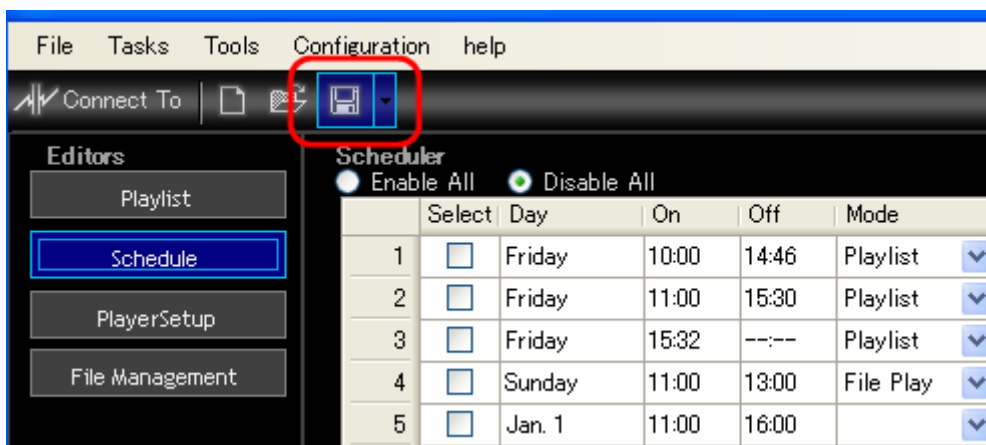 File Tasks Tools Configuration help
Connect To
Editors
Playlist
Schedule
PlayerSetup
File Management
Scheduler
Enable All Disable All
Select Day On Off Mode
1 Friday 10:00 14:46 Playlist
2 Friday 11:00 15:30 Playlist
3 Friday 15:32 --:-- Playlist
4 Sunday 11:00 13:00 File Play
5 Jan. 1 11:00 16:00